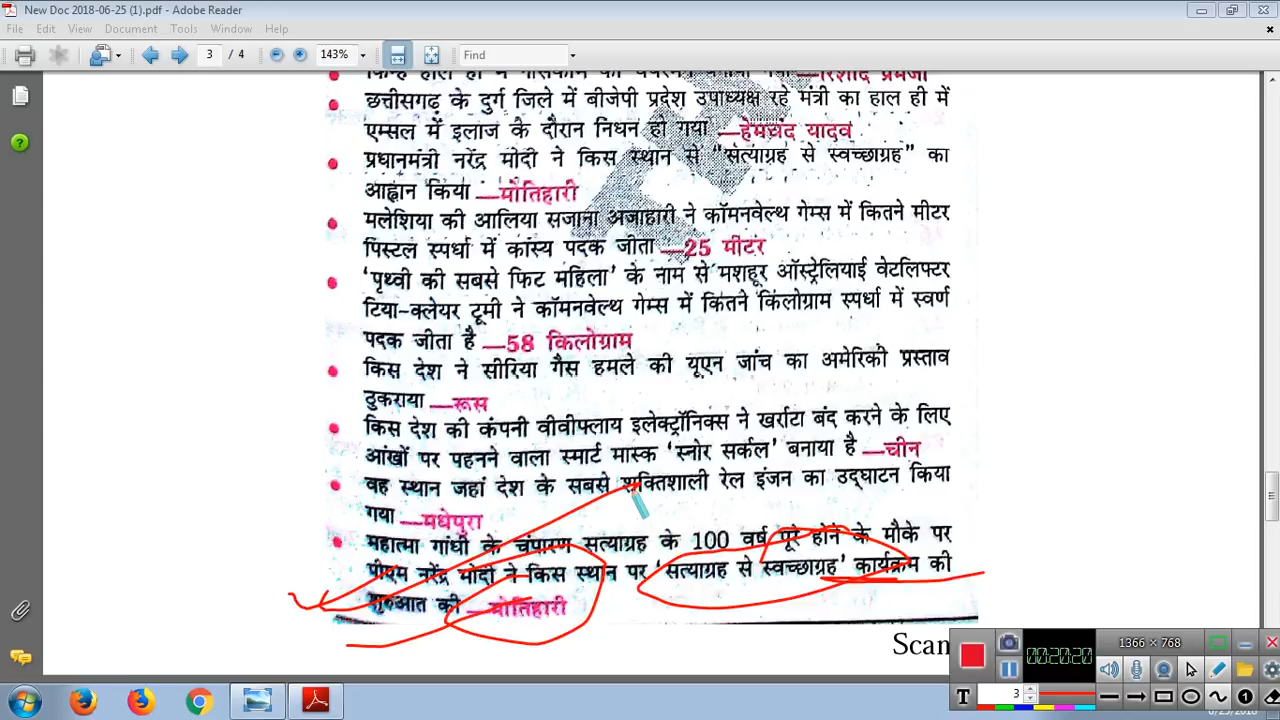 New Doc 2018-06-25 (1).pdf - Adobe Reader
File Edit View Document Tools Window Help
3 / 4 143% Find
छत्तीसगढ़ के दुर्ग जिले में बीजेपी प्रदेश उपाध्यक्ष रहे मंत्री का हाल ही में
एम्सल में इलाज के दौरान निधन हो गया —हेमचंद यादव
प्रधानमंत्री नरेंद्र मोदी ने किस स्थान से “सत्याग्रह से स्वच्छाग्रह” का
आह्वान किया —मोतिहारी
मलेशिया की आलिया सजाना अजाहारी ने कॉमनवेल्थ गेम्स में कितने मीटर
पिस्टल स्पर्धा में कांस्य पदक जीता —25 मीटर
‘पृथ्वी की सबसे फिट महिला’ के नाम से मशहूर ऑस्ट्रेलियाई वेटलिफ्टर
टिया-क्लेयर टूमी ने कॉमनवेल्थ गेम्स में कितने किलोग्राम स्पर्धा में स्वर्ण
पदक जीता है —58 किलोग्राम
किस देश ने सीरिया गैस हमले की यूएन जांच का अमेरिकी प्रस्ताव
ठुकराया —रूस
किस देश की कंपनी वीवीफ्लाय इलेक्ट्रॉनिक्स ने खर्राटा बंद करने के लिए
आंखों पर पहनने वाला स्मार्ट मास्क ‘स्नोर सर्कल’ बनाया है —चीन
वह स्थान जहां देश के सबसे शक्तिशाली रेल इंजन का उद्घाटन किया
गया —मधेपुरा
महात्मा गांधी के चंपारण सत्याग्रह के 100 वर्ष पूरे होने के मौके पर
पीएम नरेंद्र मोदी ने किस स्थान पर ‘सत्याग्रह से स्वच्छाग्रह’ कार्यक्रम की
शुरुआत की —मोतिहारी
Scan
1366 × 768
00:20:20
T 3